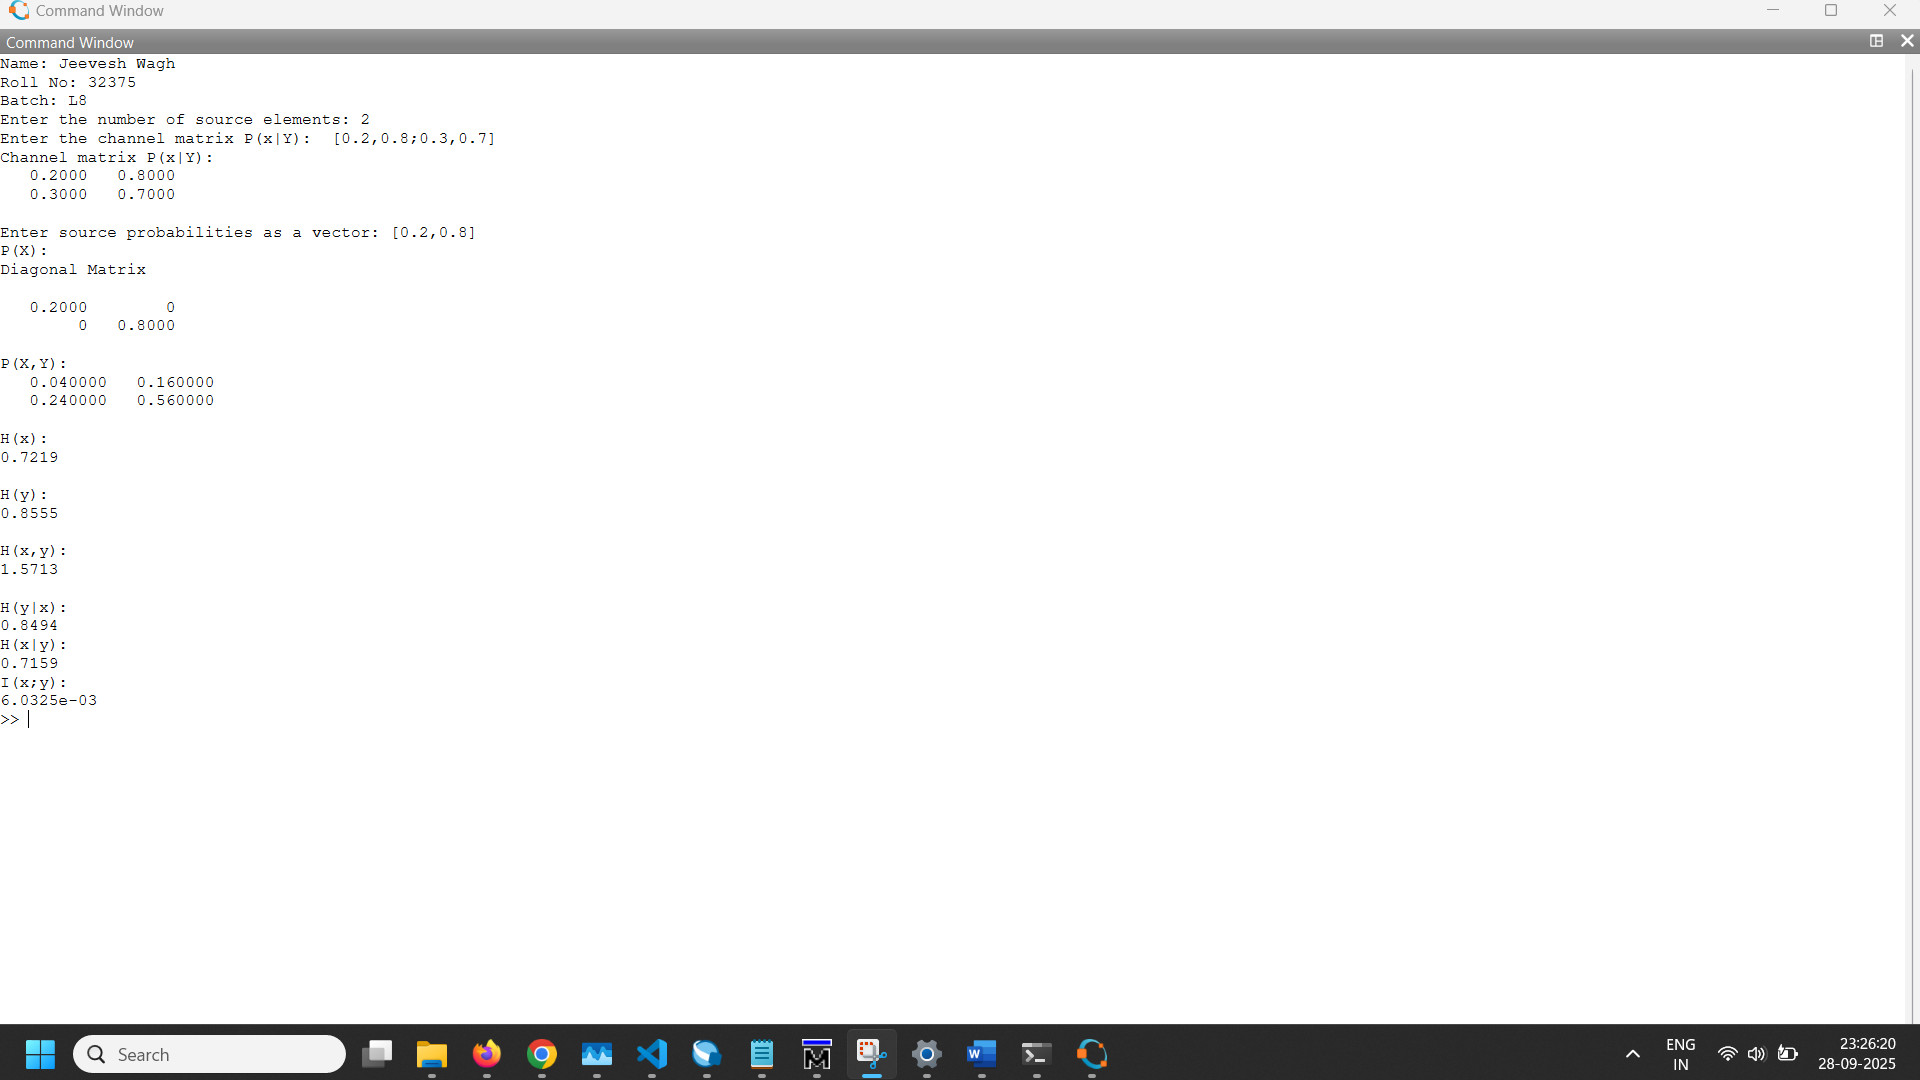 Command Window
Command Window
Name: Jeevesh Wagh
Roll No: 32375
Batch: L8
Enter the number of source elements: 2
Enter the channel matrix P(x|Y):  [0.2,0.8;0.3,0.7]
Channel matrix P(x|Y):
   0.2000   0.8000
   0.3000   0.7000
Enter source probabilities as a vector: [0.2,0.8]
P(X):
Diagonal Matrix
   0.2000        0
        0   0.8000
P(X,Y):
   0.040000   0.160000
   0.240000   0.560000
H(x):
0.7219
H(y):
0.8555
H(x,y):
1.5713
H(y|x):
0.8494
H(x|y):
0.7159
I(x;y):
6.0325e-03
>>
Search
ENG
IN
23:26:20
28-09-2025